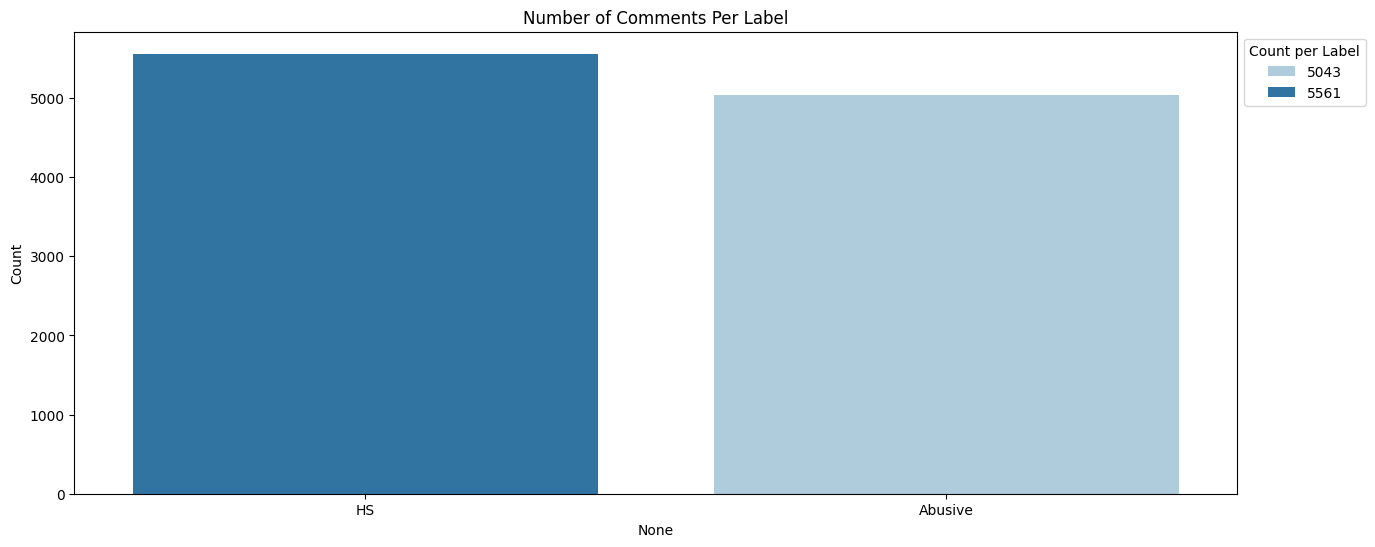 Number of Comments Per Label
Count per Label
5043
5561
Count
5000
4000
3000
2000
1000
0
HS
Abusive
None